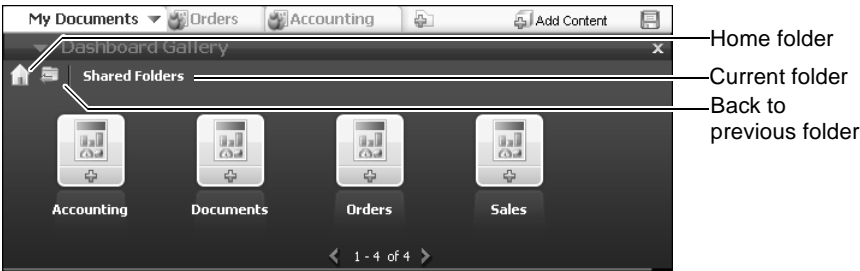 My Documents Orders Accounting Add Content
Dashboard Gallery x
Home folder
Shared Folders
Current folder
Back to
previous folder
Accounting Documents Orders Sales
1 - 4 of 4